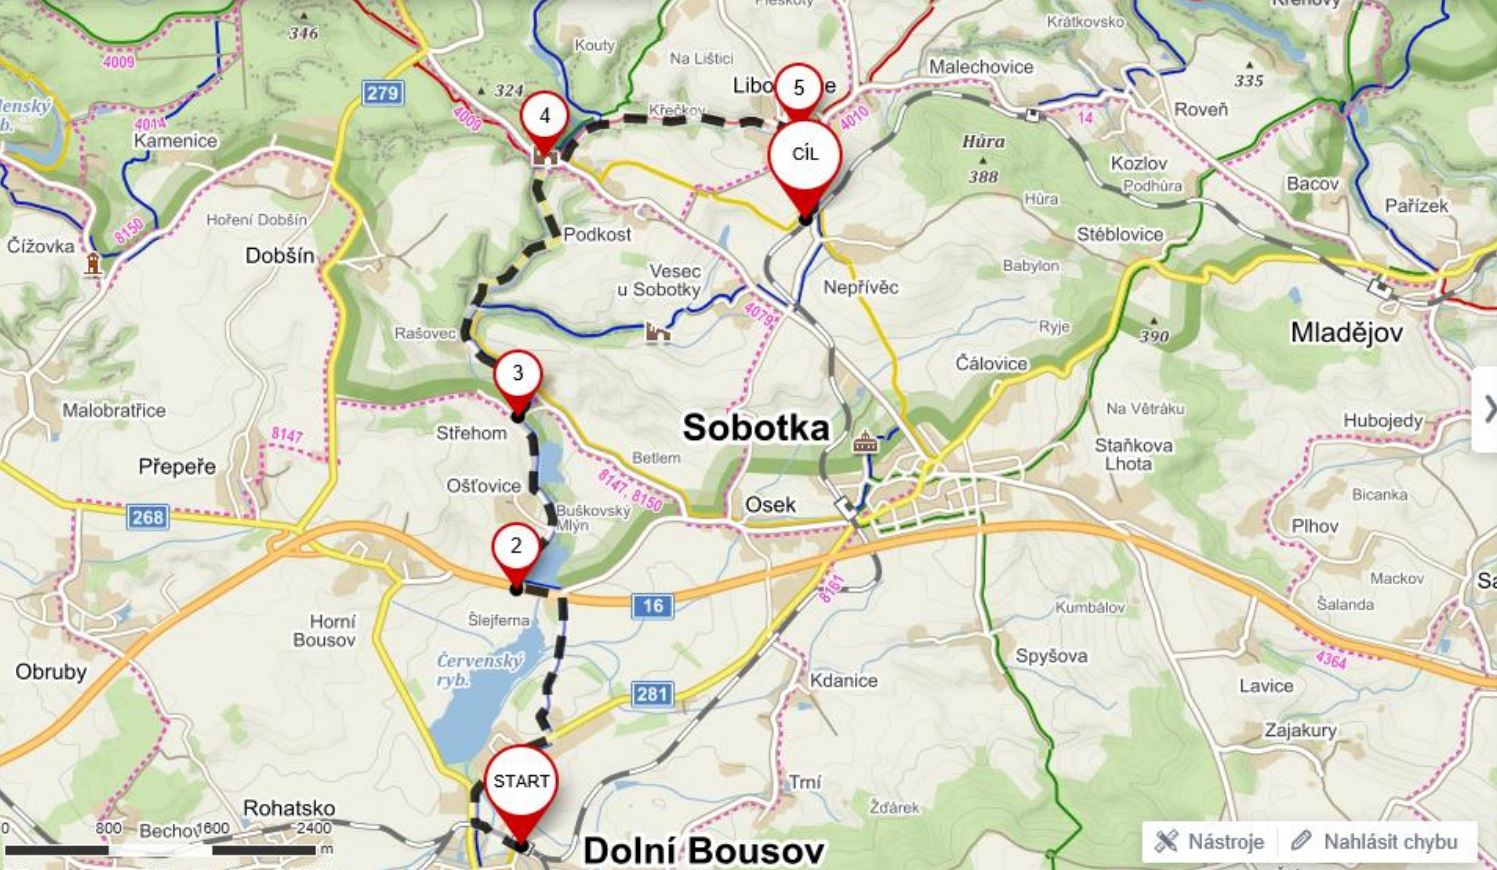 346
4009
279
Kouty
Na Lištici
Krátkovsko
Malechovice
335
324
4
5
Křečkov
4010
4009
14
Roveň
4014
Kamenice
CÍL
Hůra
388
Kozlov
Podhůra
Hůra
Bacov
Pařízek
Hoření Dobšín
8150
Čížovka
Dobšín
Podkost
Stéblovice
Babylon
Vesec
u Sobotky
Nepřívěc
4079
Rašovec
Ryje
390
Mladějov
Čálovice
3
Malobratřice
Střehom
Sobotka
Na Větráku
Hubojedy
8147
Přepeře
Betlem
Staňkova
Lhota
Ošťovice
8147, 8150
268
Buškovský
Mlýn
Osek
Bicanka
Plhov
2
16
8161
Mackov
Šalanda
Šlejferna
Kumbálov
Horní
Bousov
Červenský
ryb.
Obruby
281
Kdanice
Spyšova
4364
Lavice
Zajakury
START
Trní
Žďárek
Rohatsko
0 800 1600 2400
m
Dolní Bousov
Nástroje
Nahlásit chybu